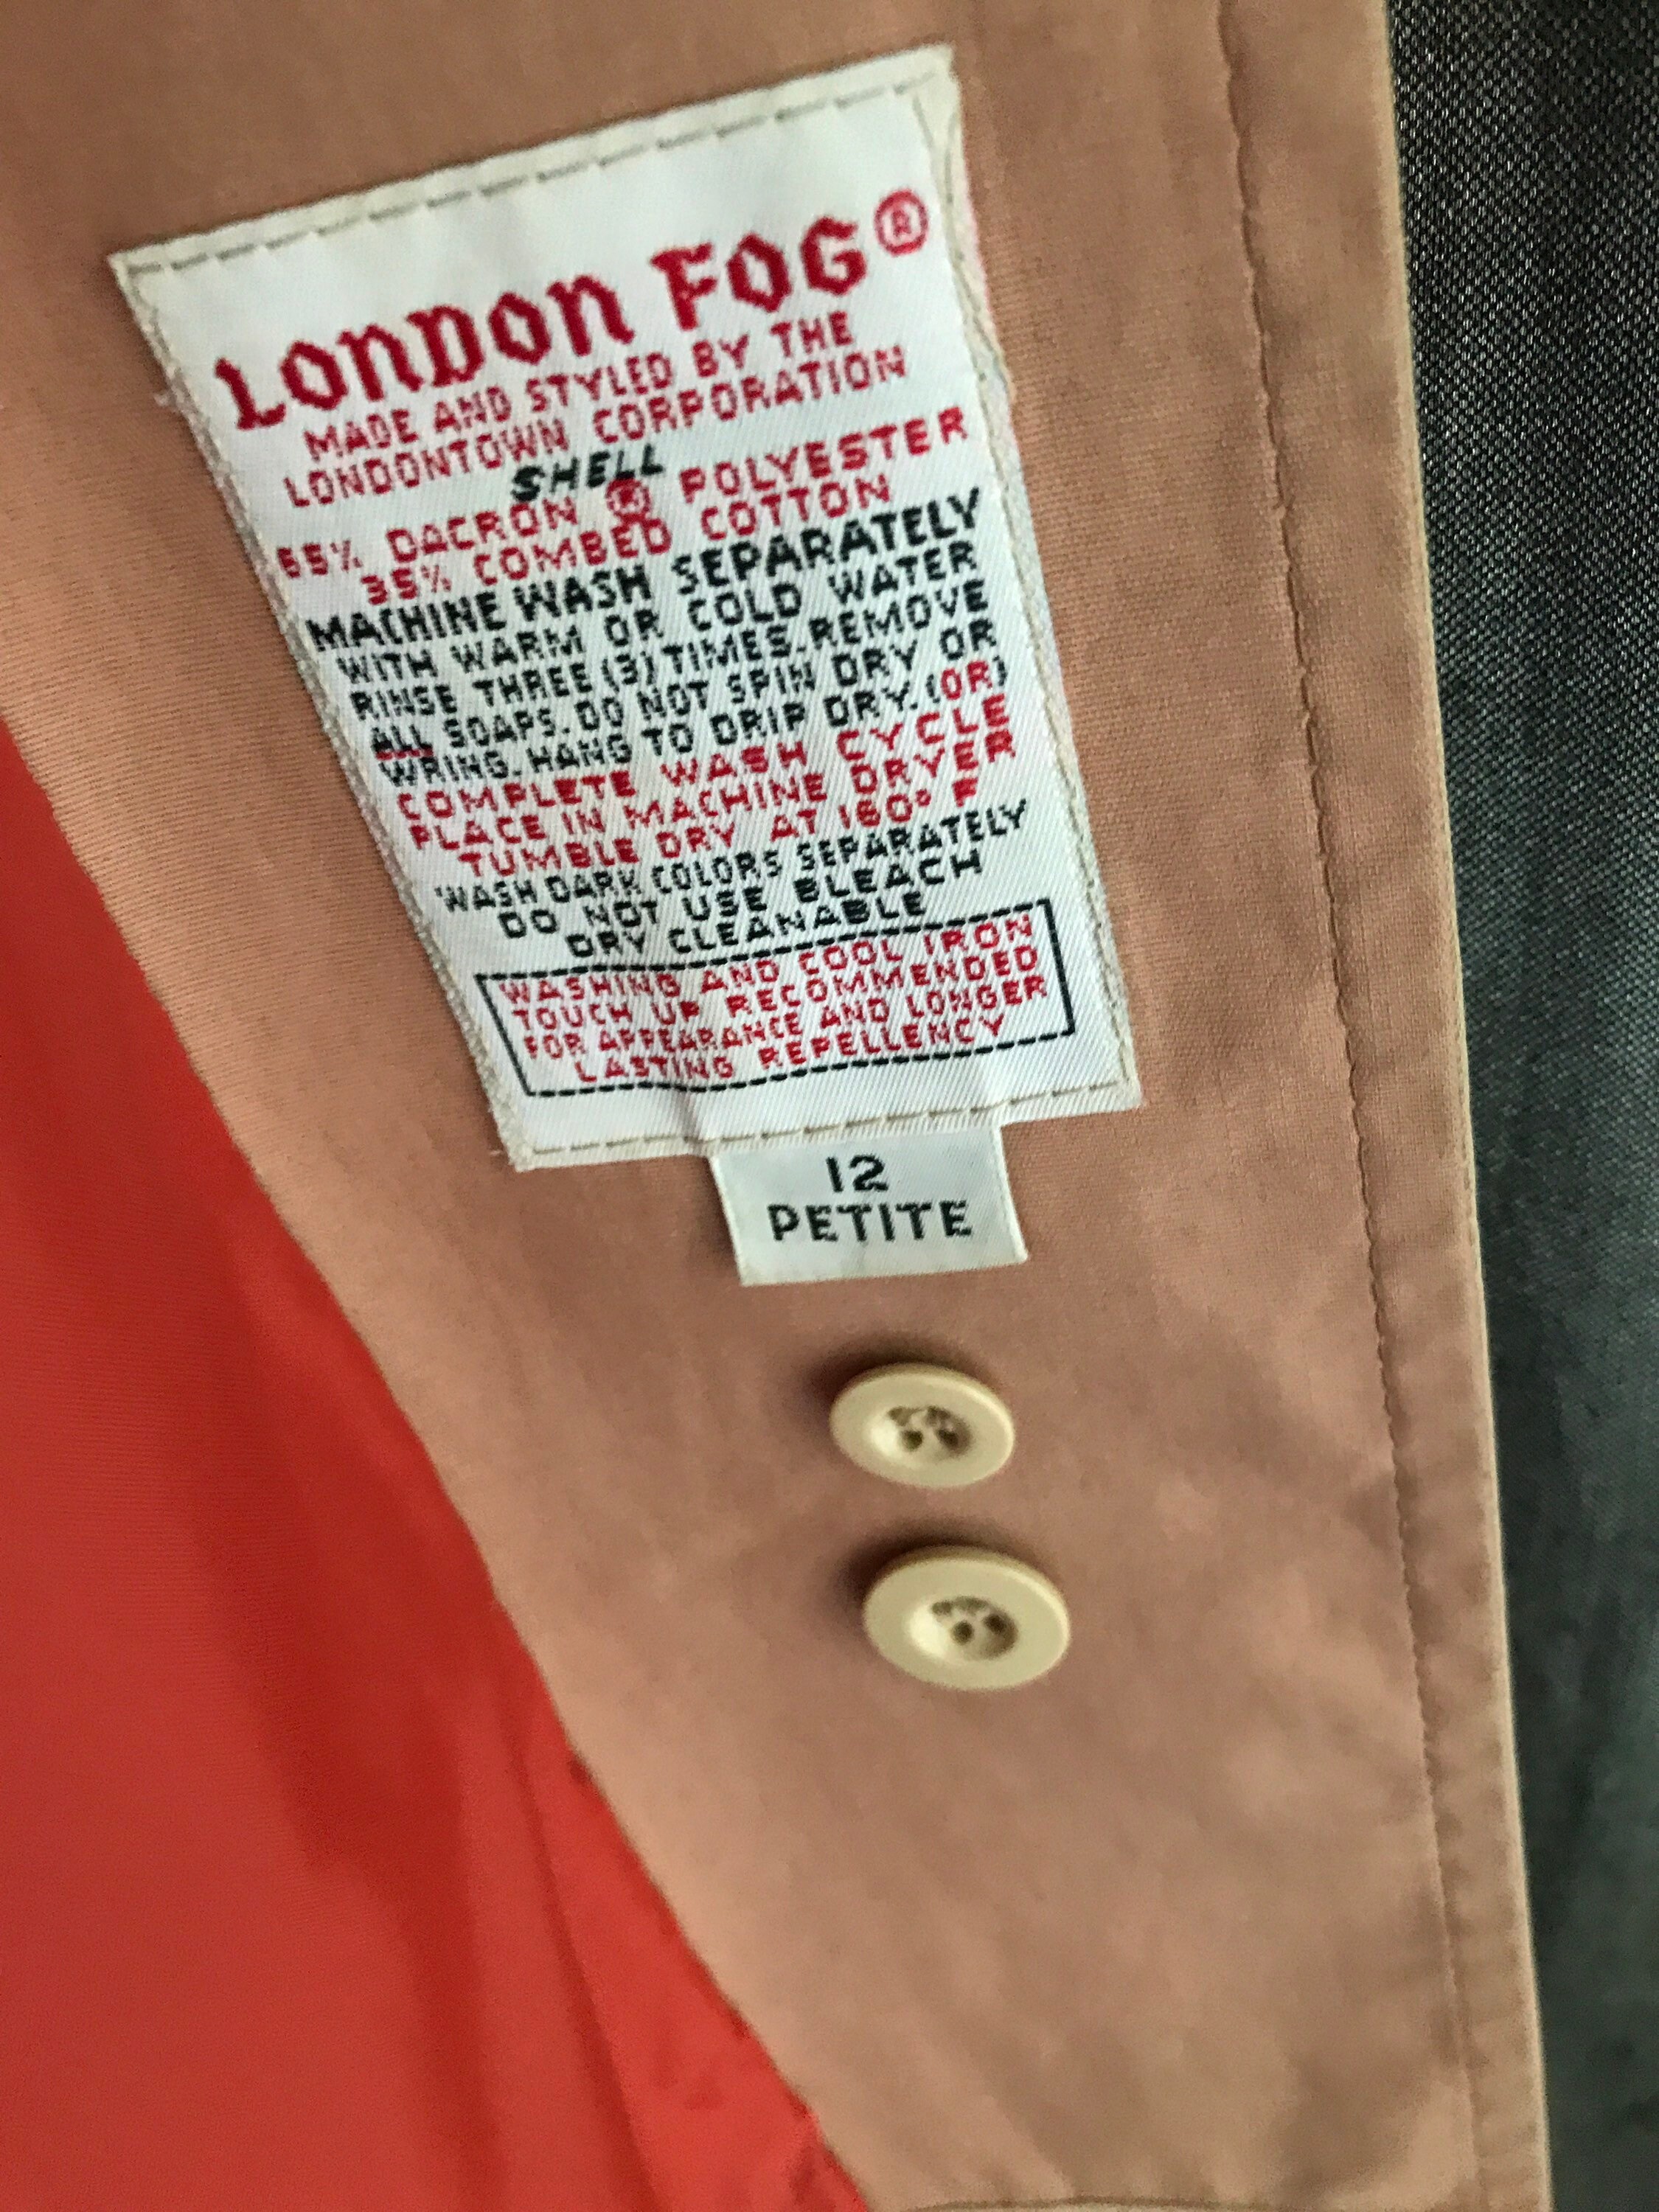 LONDON FOG®
MADE AND STYLED BY THE
LONDONTOWN CORPORATION
SHELL
65% DACRON ® POLYESTER
35% COMBED COTTON
MACHINE WASH SEPARATELY
WITH WARM OR COLD WATER
RINSE THREE (3) TIMES. REMOVE
ALL SOAPS. DO NOT SPIN DRY OR
WRING. HANG TO DRIP DRY. (OR)
COMPLETE WASH CYCLE
PLACE IN MACHINE DRYER
TUMBLE DRY AT 160° F
WASH DARK COLORS SEPARATELY
DO NOT USE BLEACH
DRY CLEANABLE
WASHING AND COOL IRON
TOUCH UP RECOMMENDED
FOR APPEARANCE AND LONGER
LASTING REPELLENCY
12
PETITE